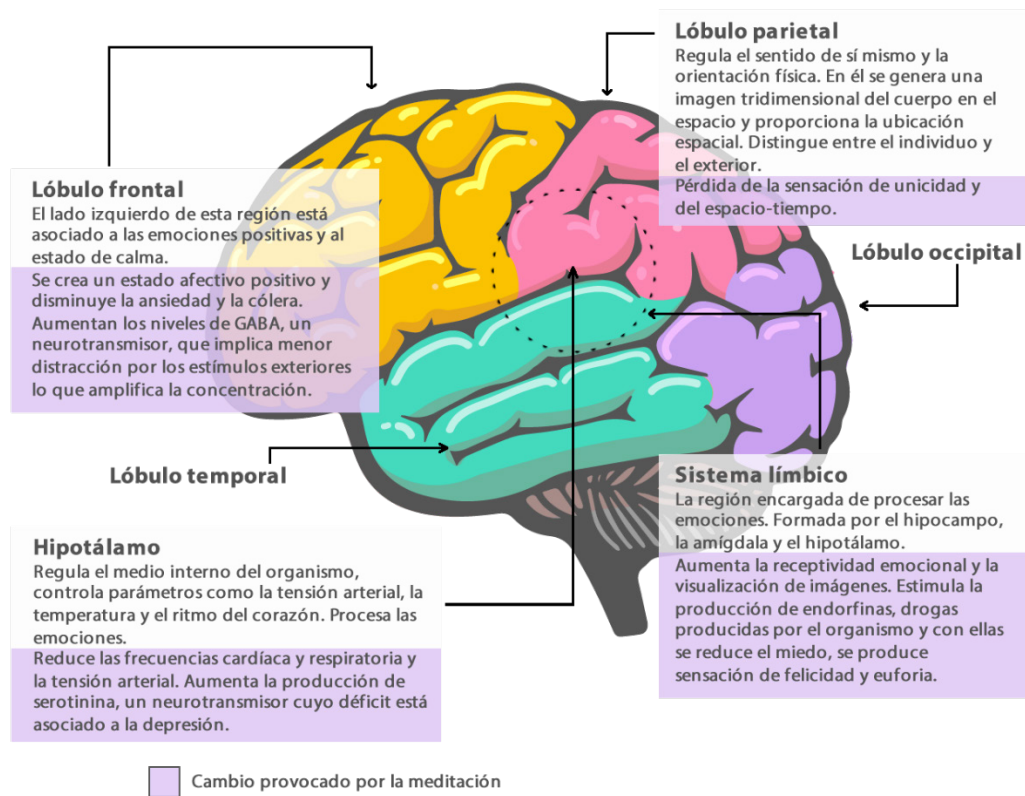 Lóbulo parietal
Regula el sentido de sí mismo y la
orientación física. En él se genera una
imagen tridimensional del cuerpo en el
espacio y proporciona la ubicación
espacial. Distingue entre el individuo y
el exterior.
Pérdida de la sensación de unicidad y
del espacio-tiempo.
Lóbulo frontal
El lado izquierdo de esta región está
asociado a las emociones positivas y al
estado de calma.
Se crea un estado afectivo positivo y
disminuye la ansiedad y la cólera.
Aumentan los niveles de GABA, un
neurotransmisor, que implica menor
distracción por los estímulos exteriores
lo que amplifica la concentración.
Lóbulo occipital
Lóbulo temporal
Sistema límbico
La región encargada de procesar las
emociones. Formada por el hipocampo,
la amígdala y el hipotálamo.
Aumenta la receptividad emocional y la
visualización de imágenes. Estimula la
producción de endorfinas, drogas
producidas por el organismo y con ellas
se reduce el miedo, se produce
sensación de felicidad y euforia.
Hipotálamo
Regula el medio interno del organismo,
controla parámetros como la tensión arterial, la
temperatura y el ritmo del corazón. Procesa las
emociones.
Reduce las frecuencias cardíaca y respiratoria y
la tensión arterial. Aumenta la producción de
serotinina, un neurotransmisor cuyo déficit está
asociado a la depresión.
Cambio provocado por la meditación